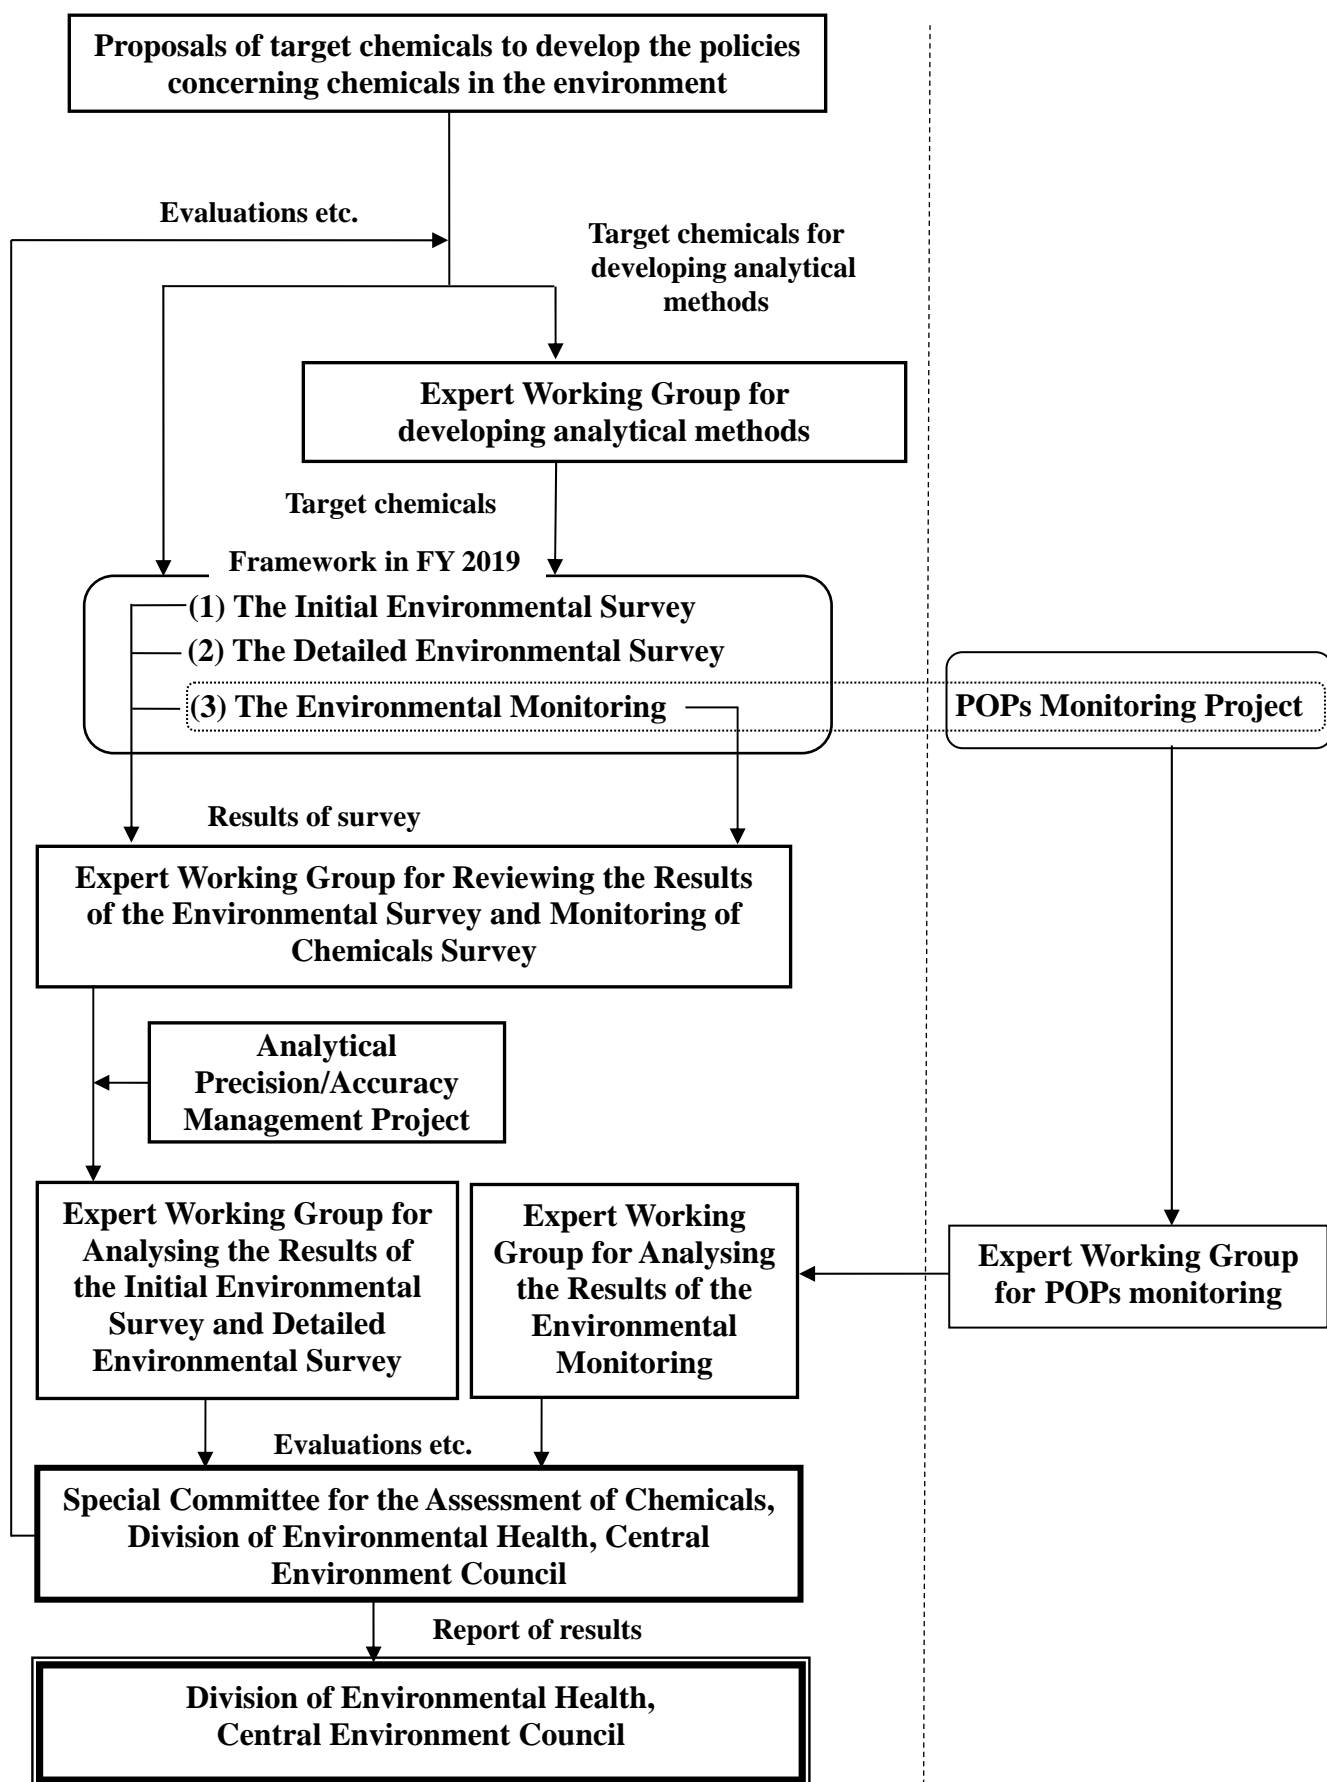 Proposals of target chemicals to develop the policies
concerning chemicals in the environment
Evaluations etc.
Target chemicals for
developing analytical
methods
Expert Working Group for
developing analytical methods
Target chemicals
Framework in FY 2019
(1) The Initial Environmental Survey
(2) The Detailed Environmental Survey
(3) The Environmental Monitoring
POPs Monitoring Project
Results of survey
Expert Working Group for Reviewing the Results
of the Environmental Survey and Monitoring of
Chemicals Survey
Analytical
Precision/Accuracy
Management Project
Expert Working Group for
Analysing the Results of
the Initial Environmental
Survey and Detailed
Environmental Survey
Expert Working
Group for Analysing
the Results of the
Environmental
Monitoring
Expert Working Group
for POPs monitoring
Evaluations etc.
Special Committee for the Assessment of Chemicals,
Division of Environmental Health, Central
Environment Council
Report of results
Division of Environmental Health,
Central Environment Council